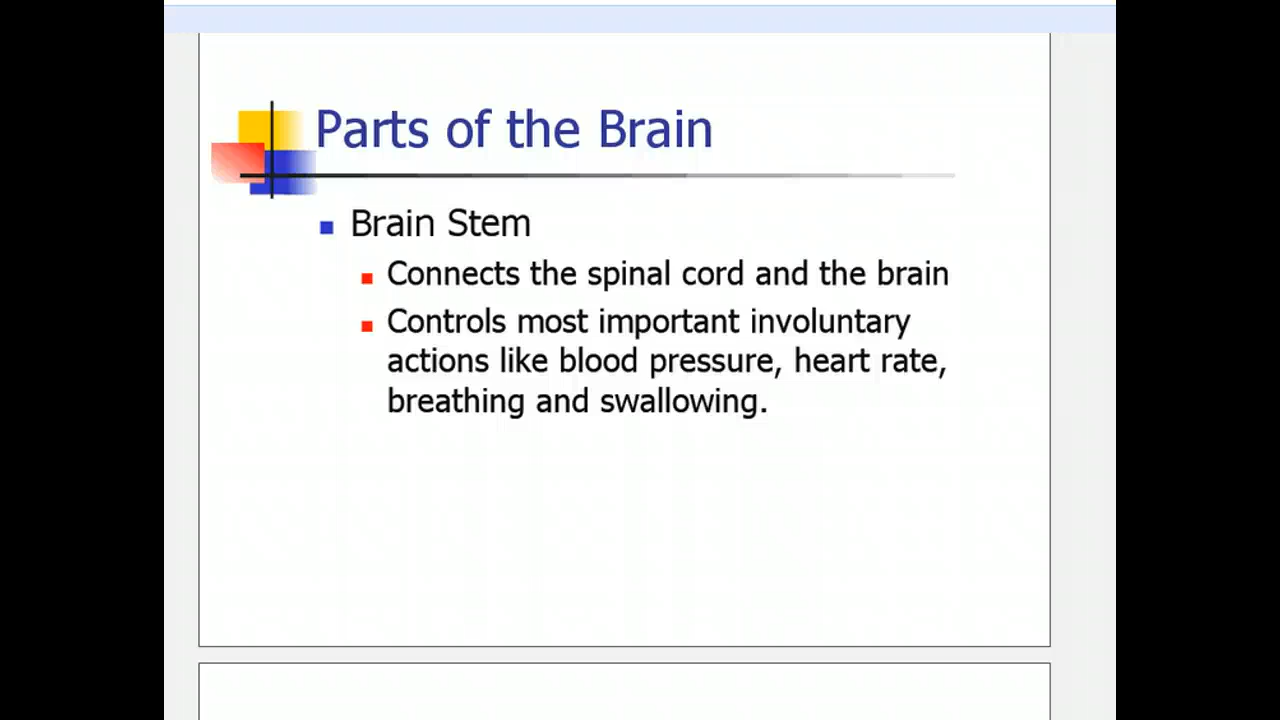 Parts of the Brain
Brain Stem
Connects the spinal cord and the brain
Controls most important involuntary
actions like blood pressure, heart rate,
breathing and swallowing.